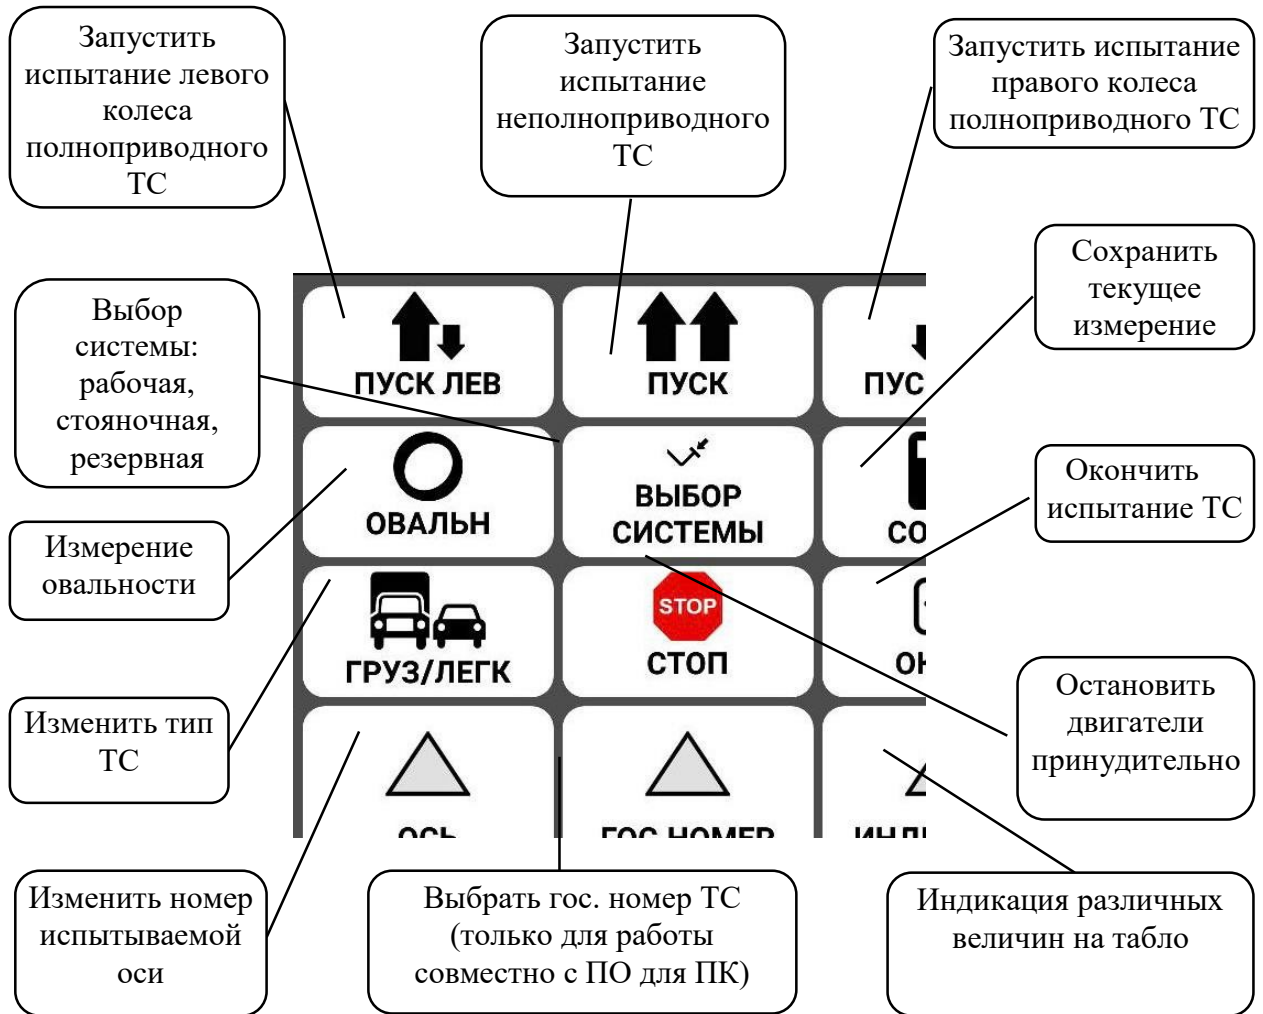 Запустить
испытание левого
колеса
полноприводного
ТС
Запустить
испытание
неполноприводного
ТС
Запустить испытание
правого колеса
полноприводного ТС
Выбор
системы:
рабочая,
стояночная,
резервная
Сохранить
текущее
измерение
ПУСК ЛЕВ
ПУСК
ПУС
ОВАЛЬН
ВЫБОР
СИСТЕМЫ
СО
Окончить
испытание ТС
Измерение
овальности
ГРУЗ/ЛЕГК
STOP
СТОП
ОК
Остановить
двигатели
принудительно
Изменить тип
ТС
ОСЬ
ГОС НОМЕР
Изменить номер
испытываемой
оси
Выбрать гос. номер ТС
(только для работы
совместно с ПО для ПК)
Индикация различных
величин на табло